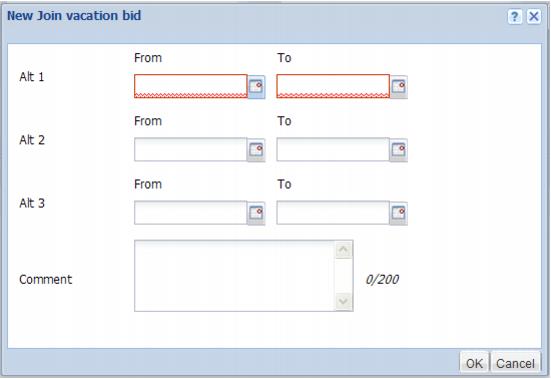 New Join vacation bid
From To
Alt 1
From To
Alt 2
From To
Alt 3
Comment 0/200
OK Cancel